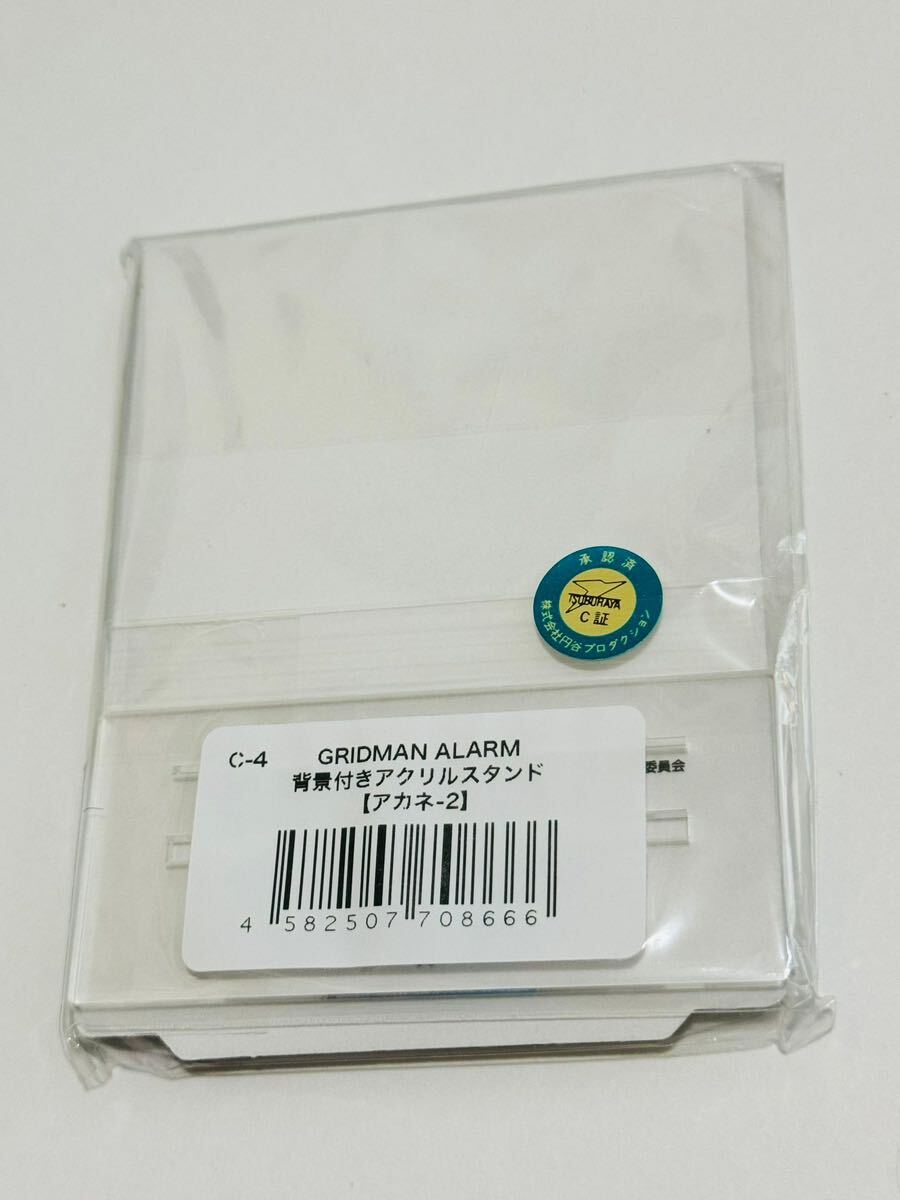 承認済
TSUBURAYA
C証
株式会社円谷プロダクション
C-4 GRIDMAN ALARM
背景付きアクリルスタンド
【アカネ-2】
委員会
4 582507 708666